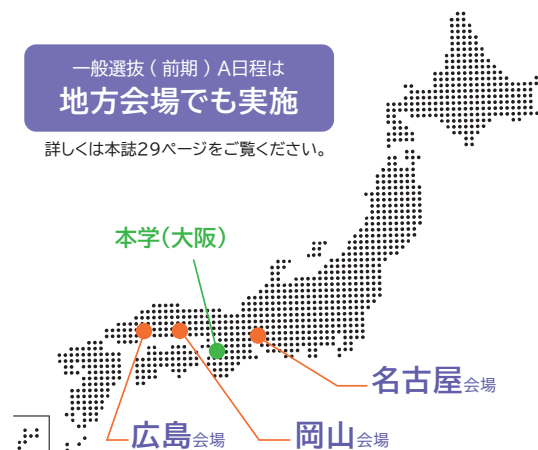 一般選抜(前期)A日程は
地方会場でも実施
詳しくは本誌29ページをご覧ください。
本学(大阪)
名古屋会場
広島会場
岡山会場